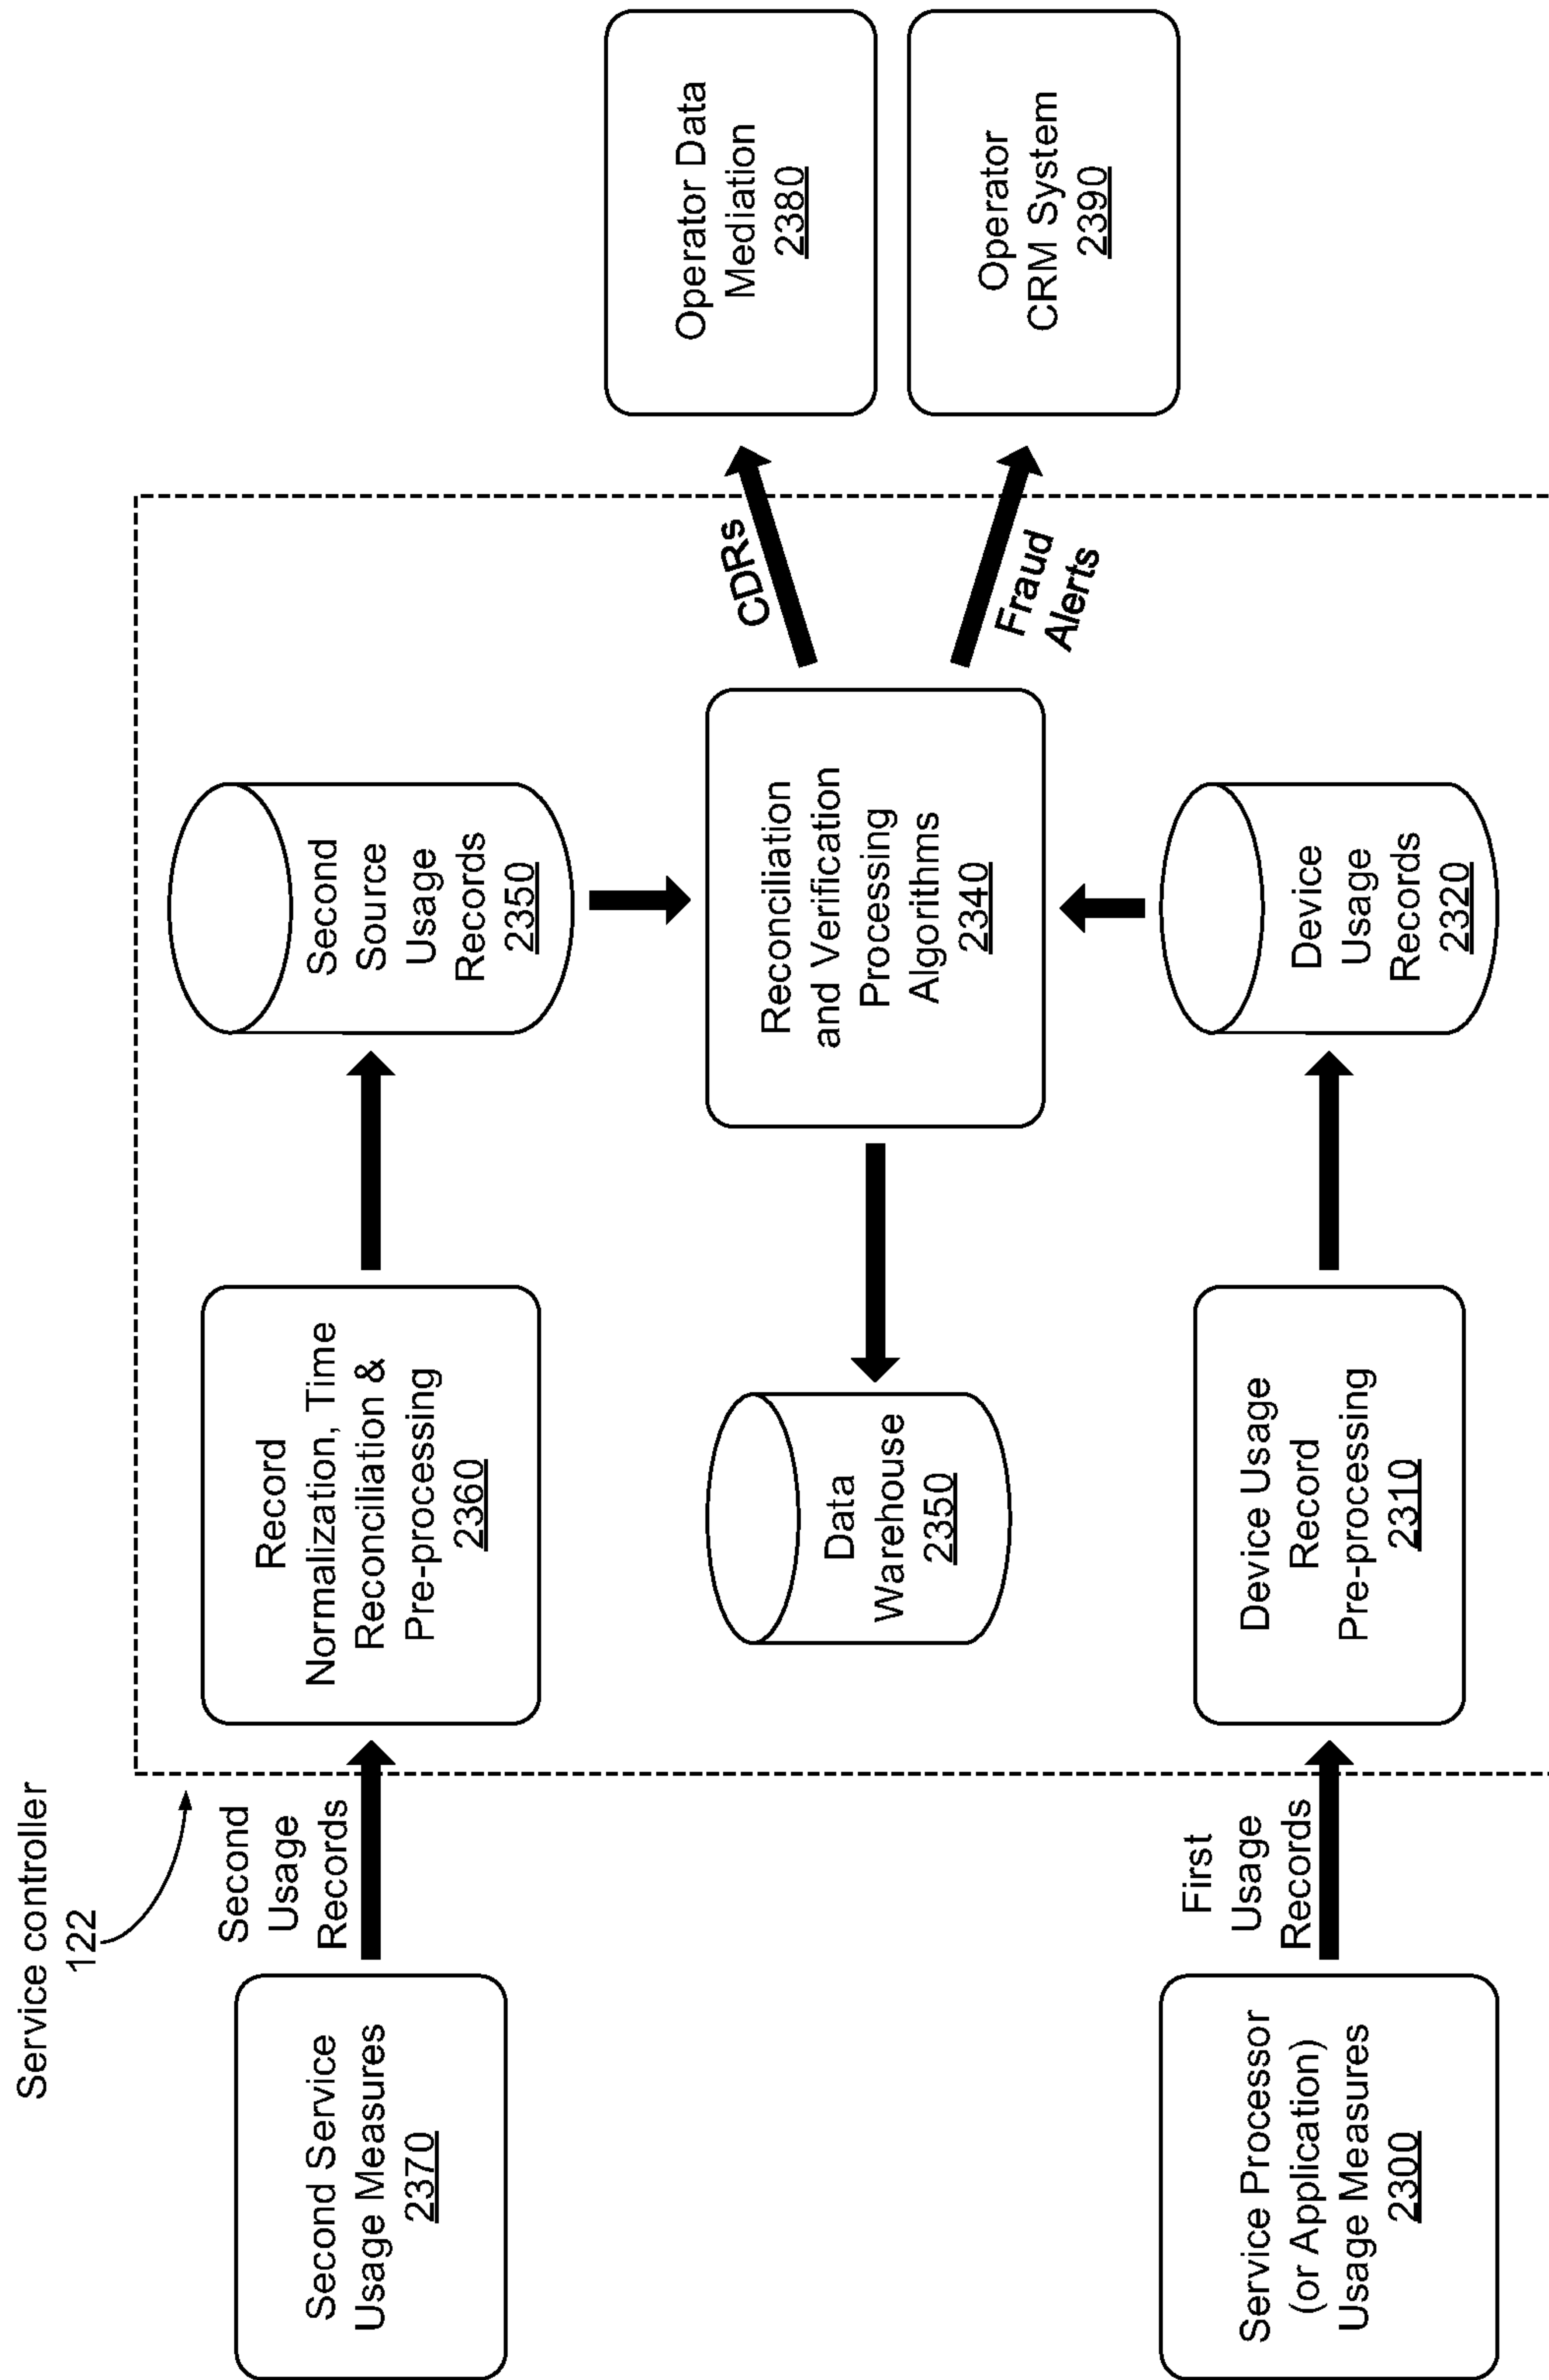 Service controller
122
Second Service
Usage Measures
2370
Second
Usage
Records
Record
Normalization, Time
Reconciliation &
Pre-processing
2360
Second
Source
Usage
Records
2350
Data
Warehouse
2350
Reconciliation
and Verification
Processing
Algorithms
2340
CDRs
Fraud
Alerts
Operator Data
Mediation
2380
Operator
CRM System
2390
Service Processor
(or Application)
Usage Measures
2300
First
Usage
Records
Device Usage
Record
Pre-processing
2310
Device
Usage
Records
2320